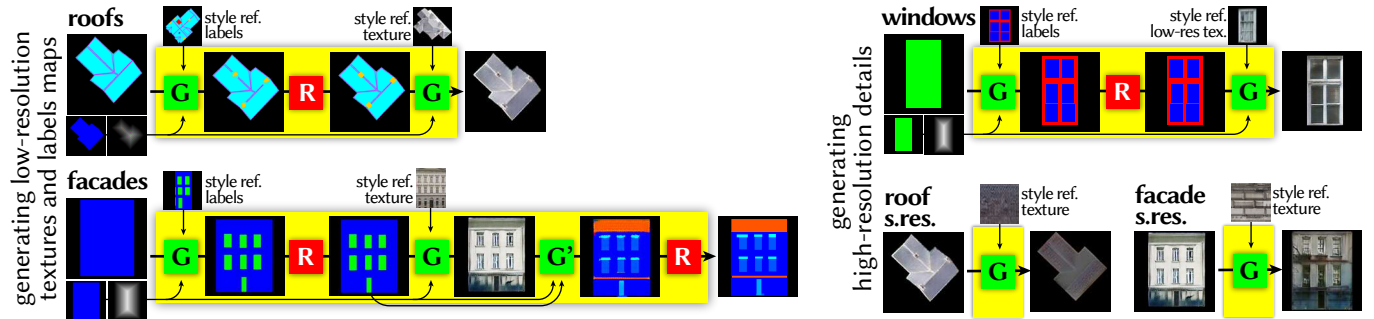 generating low-resolution
textures and labels maps
roofs
style ref.
labels
style ref.
texture
G
R
G
facades
style ref.
labels
style ref.
texture
G
R
G
G'
R
generating
high-resolution details
windows
style ref.
labels
style ref.
low-res tex.
G
R
G
roof
s.res.
style ref.
texture
G
facade
s.res.
style ref.
texture
G